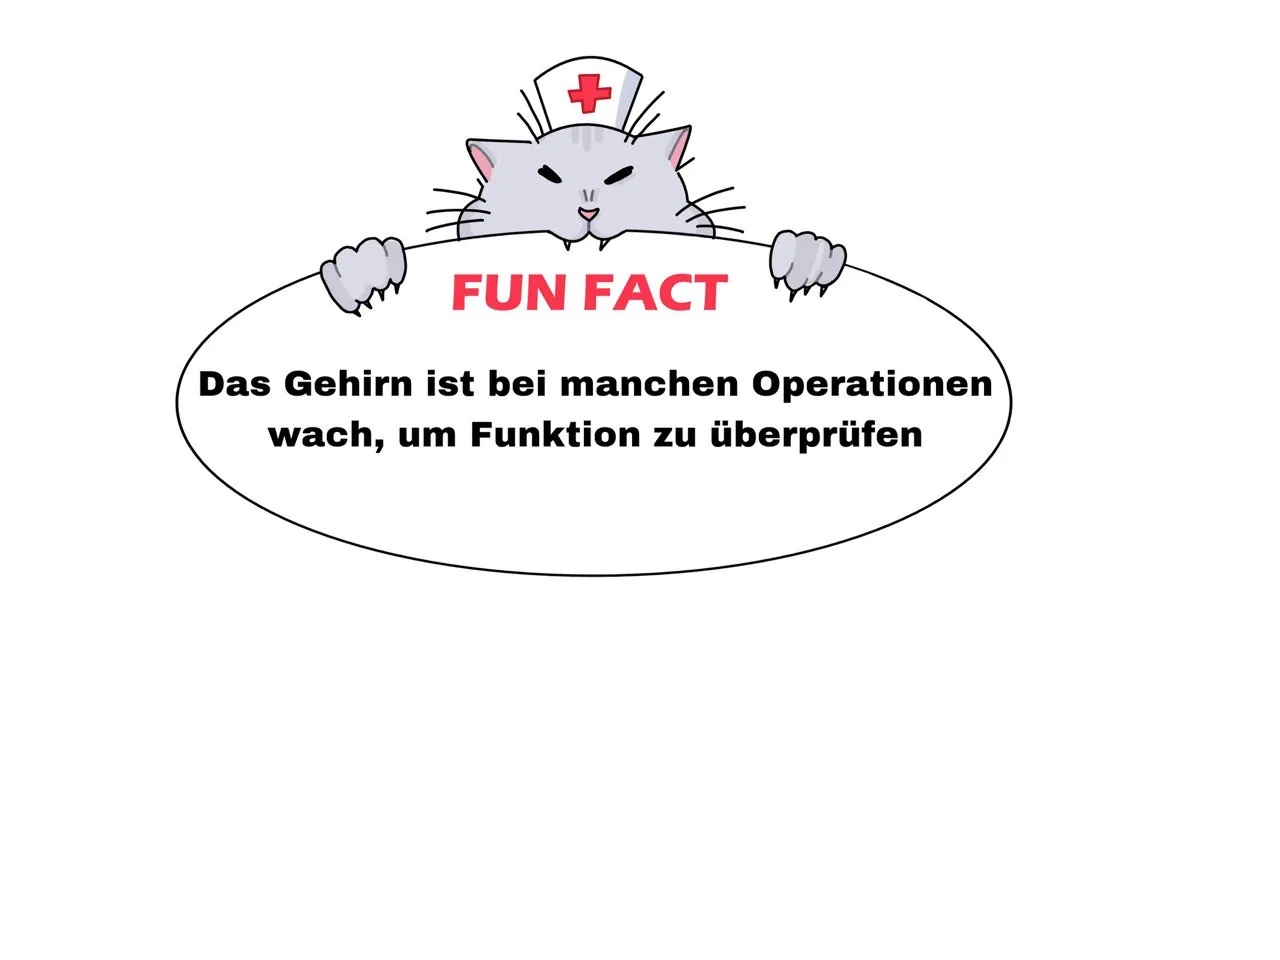 FUN FACT
Das Gehirn ist bei manchen Operationen
wach, um Funktion zu überprüfen